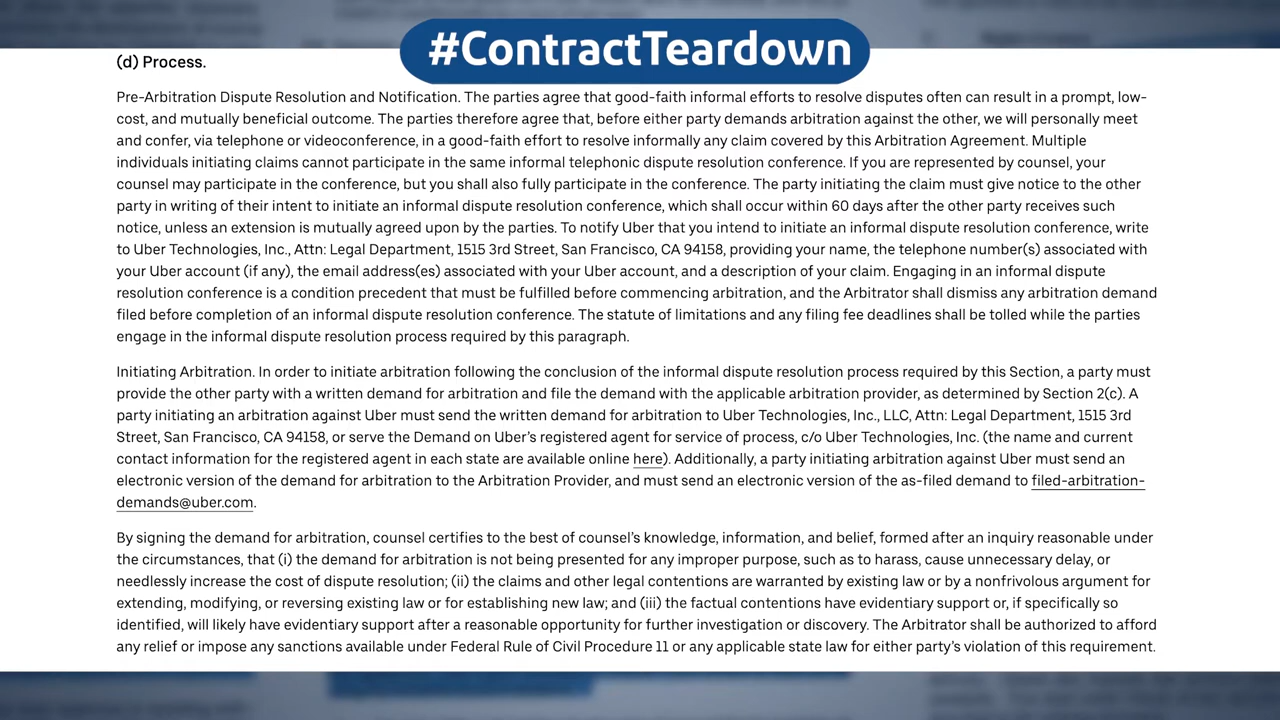 #ContractTeardown
(d) Process.
Pre-Arbitration Dispute Resolution and Notification. The parties agree that good-faith informal efforts to resolve disputes often can result in a prompt, low-
cost, and mutually beneficial outcome. The parties therefore agree that, before either party demands arbitration against the other, we will personally meet
and confer, via telephone or videoconference, in a good-faith effort to resolve informally any claim covered by this Arbitration Agreement. Multiple
individuals initiating claims cannot participate in the same informal telephonic dispute resolution conference. If you are represented by counsel, your
counsel may participate in the conference, but you shall also fully participate in the conference. The party initiating the claim must give notice to the other
party in writing of their intent to initiate an informal dispute resolution conference, which shall occur within 60 days after the other party receives such
notice, unless an extension is mutually agreed upon by the parties. To notify Uber that you intend to initiate an informal dispute resolution conference, write
to Uber Technologies, Inc., Attn: Legal Department, 1515 3rd Street, San Francisco, CA 94158, providing your name, the telephone number(s) associated with
your Uber account (if any), the email address(es) associated with your Uber account, and a description of your claim. Engaging in an informal dispute
resolution conference is a condition precedent that must be fulfilled before commencing arbitration, and the Arbitrator shall dismiss any arbitration demand
filed before completion of an informal dispute resolution conference. The statute of limitations and any filing fee deadlines shall be tolled while the parties
engage in the informal dispute resolution process required by this paragraph.
Initiating Arbitration. In order to initiate arbitration following the conclusion of the informal dispute resolution process required by this Section, a party must
provide the other party with a written demand for arbitration and file the demand with the applicable arbitration provider, as determined by Section 2(c). A
party initiating an arbitration against Uber must send the written demand for arbitration to Uber Technologies, Inc., LLC, Attn: Legal Department, 1515 3rd
Street, San Francisco, CA 94158, or serve the Demand on Uber's registered agent for service of process, c/o Uber Technologies, Inc. (the name and current
contact information for the registered agent in each state are available online here). Additionally, a party initiating arbitration against Uber must send an
electronic version of the demand for arbitration to the Arbitration Provider, and must send an electronic version of the as-filed demand to filed-arbitration-
demands@uber.com.
By signing the demand for arbitration, counsel certifies to the best of counsel's knowledge, information, and belief, formed after an inquiry reasonable under
the circumstances, that (i) the demand for arbitration is not being presented for any improper purpose, such as to harass, cause unnecessary delay, or
needlessly increase the cost of dispute resolution; (ii) the claims and other legal contentions are warranted by existing law or by a nonfrivolous argument for
extending, modifying, or reversing existing law or for establishing new law; and (iii) the factual contentions have evidentiary support or, if specifically so
identified, will likely have evidentiary support after a reasonable opportunity for further investigation or discovery. The Arbitrator shall be authorized to afford
any relief or impose any sanctions available under Federal Rule of Civil Procedure 11 or any applicable state law for either party's violation of this requirement.